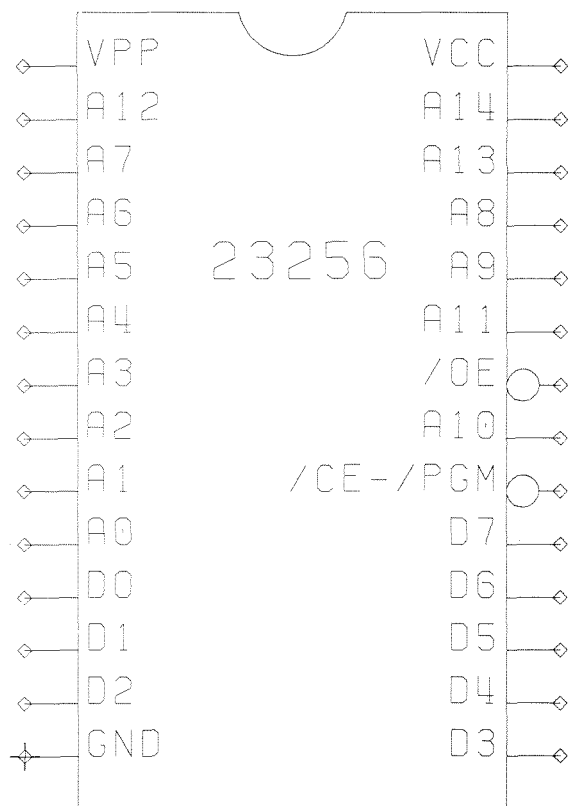 VPP VCC
A12 A14
A7 A13
A6 A8
A5 23256 A9
A4 A11
A3 /OE
A2 A10
A1 /CE-/PGM
A0 D7
D0 D6
D1 D5
D2 D4
GND D3